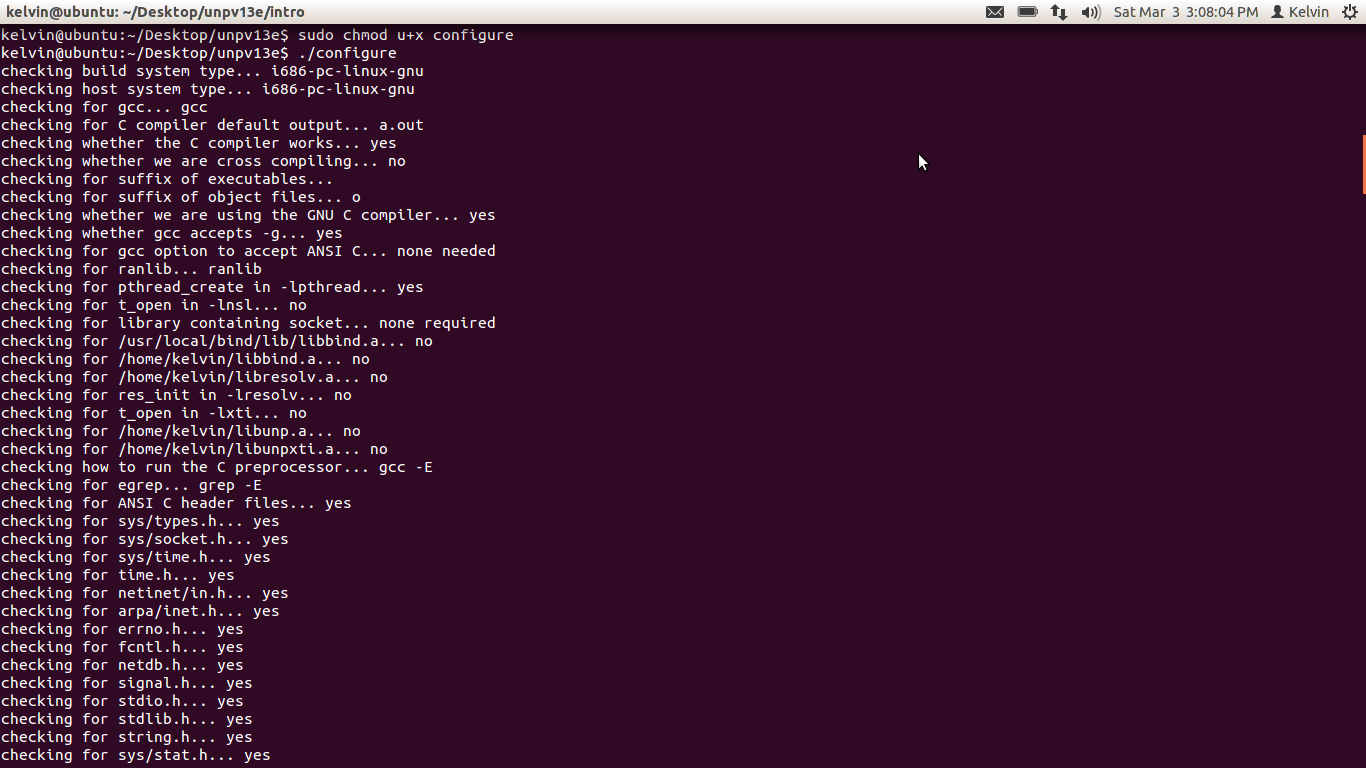 kelvin@ubuntu: ~/Desktop/unpv13e/intro
Sat Mar 3 3:08:04 PM Kelvin
kelvin@ubuntu:~/Desktop/unpv13e$ sudo chmod u+x configure
kelvin@ubuntu:~/Desktop/unpv13e$ ./configure
checking build system type... i686-pc-linux-gnu
checking host system type... i686-pc-linux-gnu
checking for gcc... gcc
checking for C compiler default output... a.out
checking whether the C compiler works... yes
checking whether we are cross compiling... no
checking for suffix of executables...
checking for suffix of object files... o
checking whether we are using the GNU C compiler... yes
checking whether gcc accepts -g... yes
checking for gcc option to accept ANSI C... none needed
checking for ranlib... ranlib
checking for pthread_create in -lpthread... yes
checking for t_open in -lnsl... no
checking for library containing socket... none required
checking for /usr/local/bind/lib/libbind.a... no
checking for /home/kelvin/libbind.a... no
checking for /home/kelvin/libresolv.a... no
checking for res_init in -lresolv... no
checking for t_open in -lxti... no
checking for /home/kelvin/libunp.a... no
checking for /home/kelvin/libunpxti.a... no
checking how to run the C preprocessor... gcc -E
checking for egrep... grep -E
checking for ANSI C header files... yes
checking for sys/types.h... yes
checking for sys/socket.h... yes
checking for sys/time.h... yes
checking for time.h... yes
checking for netinet/in.h... yes
checking for arpa/inet.h... yes
checking for errno.h... yes
checking for fcntl.h... yes
checking for netdb.h... yes
checking for signal.h... yes
checking for stdio.h... yes
checking for stdlib.h... yes
checking for string.h... yes
checking for sys/stat.h... yes